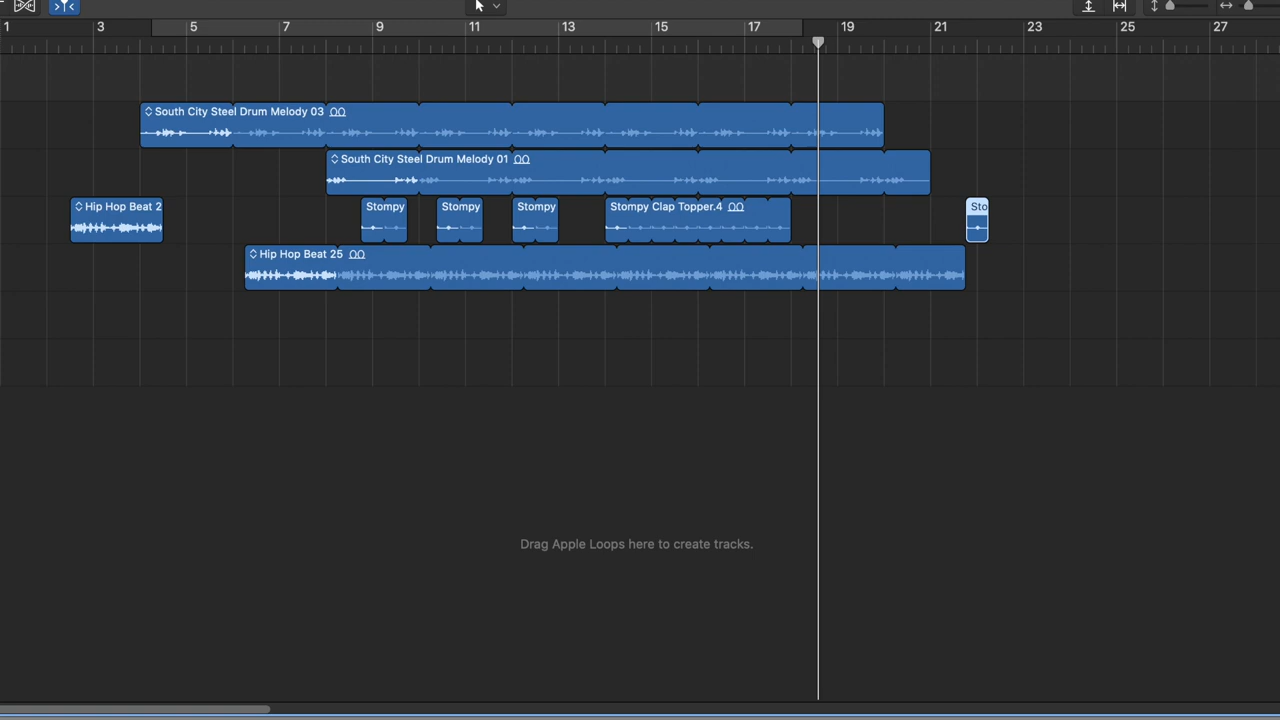 1 3 5 7 9 11 13 15 17 19 21 23 25 27
South City Steel Drum Melody 03
South City Steel Drum Melody 01
Hip Hop Beat 2 Stompy Stompy Stompy Stompy Clap Topper.4 Sto
Hip Hop Beat 25
Drag Apple Loops here to create tracks.